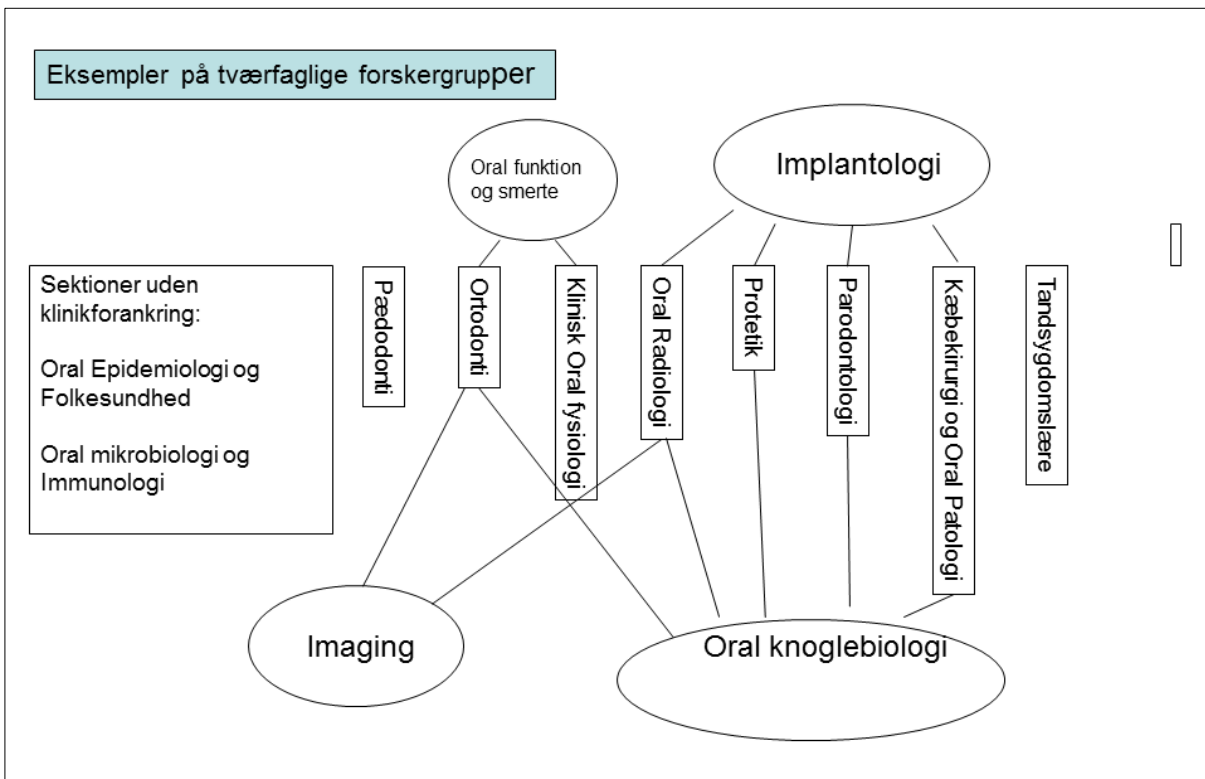 Eksempler på tværfaglige forskergrupper
Oral funktion
og smerte
Implantologi
Sektioner uden
klinikforankring:
Oral Epidemiologi og
Folkesundhed
Oral mikrobiologi og
Immunologi
Pædodonti
Ortodonti
Klinisk Oral fysiologi
Oral Radiologi
Protetik
Parodontologi
Kæbekirurgi og Oral Patologi
Tandsygdomslære
Imaging
Oral knoglebiologi